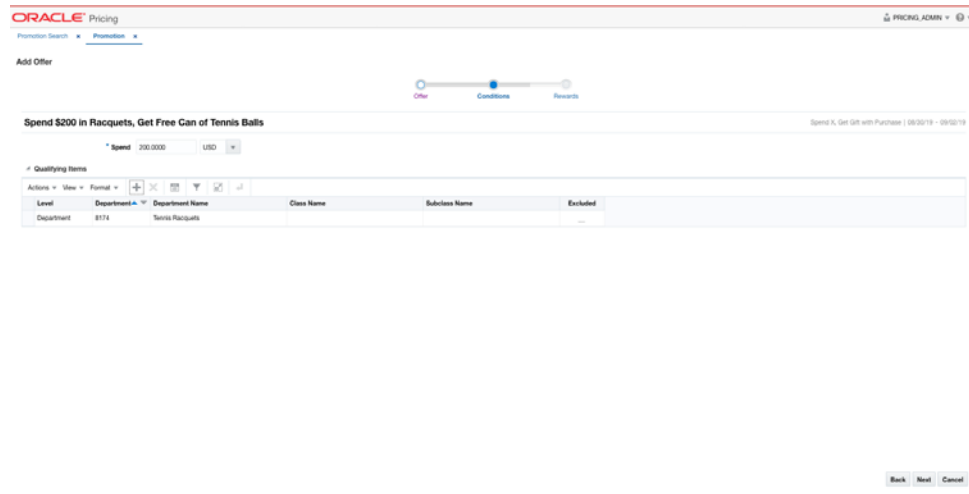 ORACLE® Pricing
PRICING_ADMIN
Promotion Search × Promotion ×
Add Offer
Offer Conditions Rewards
Spend $200 in Racquets, Get Free Can of Tennis Balls
Spend X, Get Gift with Purchase | 08/30/19 - 09/02/19
* Spend 200.0000 USD
Qualifying Items
Actions View Format
Level Department Department Name Class Name Subclass Name Excluded
Department 8174 Tennis Racquets
Back Next Cancel